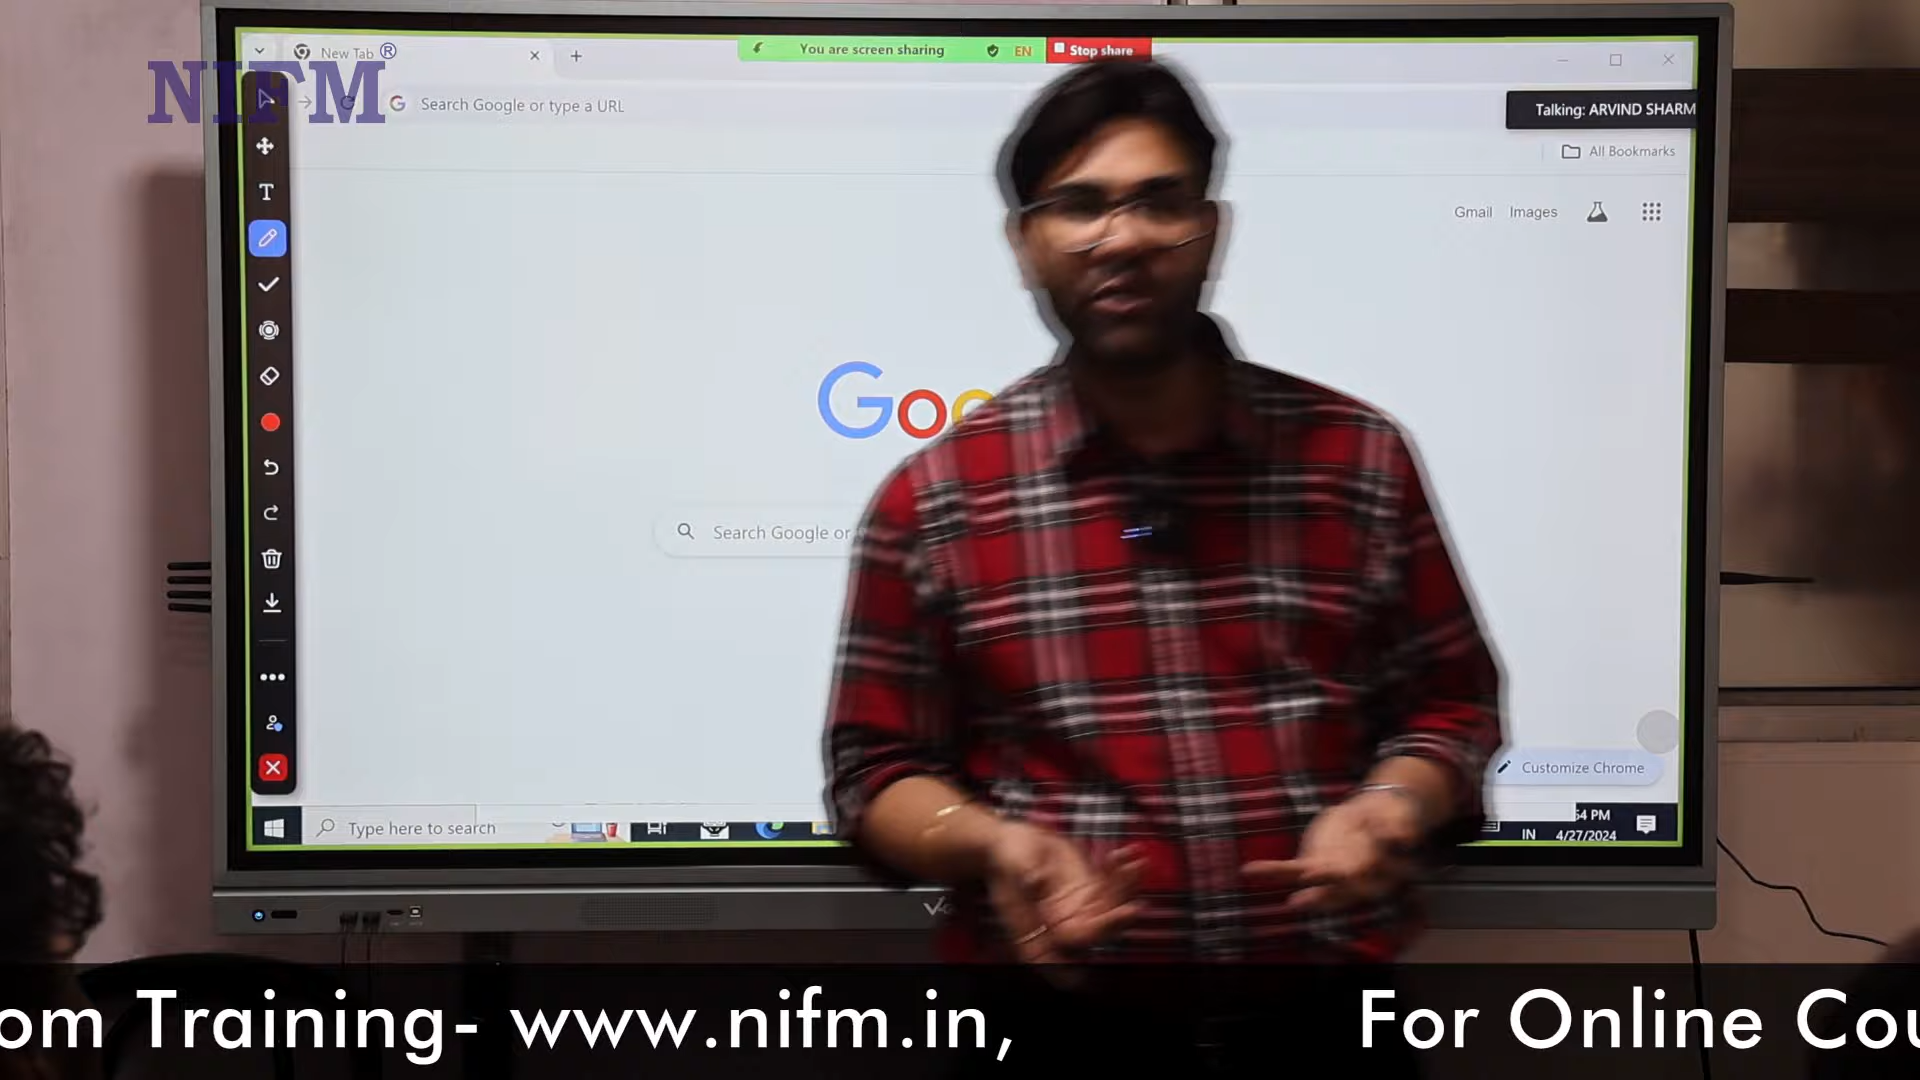 New Tab
NIFM®
You are screen sharing
EN
Stop share
Search Google or type a URL
Talking: ARVIND SHARM
All Bookmarks
Gmail
Images
Goo
Search Google or
Customize Chrome
Type here to search
54 PM
IN
4/27/2024
om Training- www.nifm.in,
For Online Cou